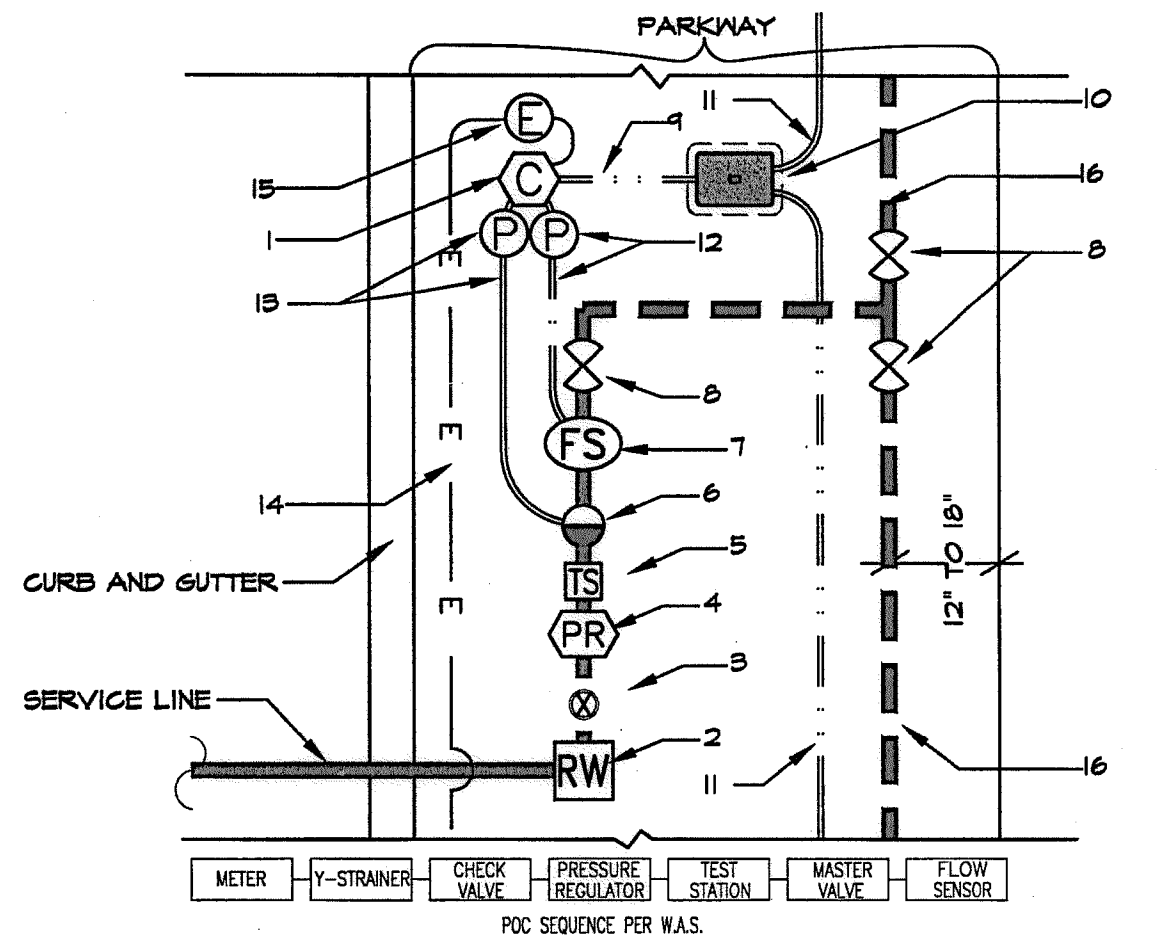 PARKWAY
11
10
9
E
15
C
16
1
P P
12
8
E
13
8
FS
7
E
6
14
12" TO 18"
5
TS
CURB AND GUTTER
4
E
PR
3
SERVICE LINE
X
2
RW
11
16
METER
Y-STRAINER
CHECK
VALVE
PRESSURE
REGULATOR
TEST
STATION
MASTER
VALVE
FLOW
SENSOR
POC SEQUENCE PER W.A.S.